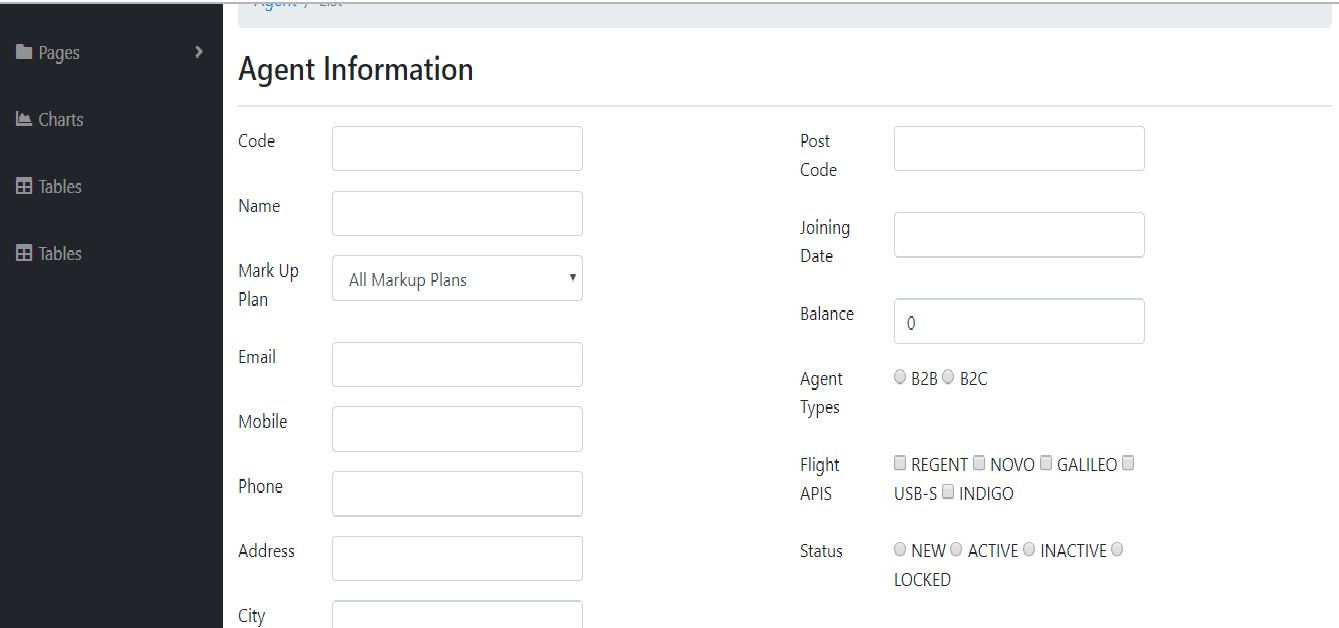 Agent / List
Pages
Charts
Tables
Tables
Agent Information
Code
Name
Mark Up
Plan
All Markup Plans
Email
Mobile
Phone
Address
City
Post
Code
Joining
Date
Balance
0
Agent
Types
B2B B2C
Flight
APIS
REGENT NOVO GALILEO
USB-S INDIGO
Status
NEW ACTIVE INACTIVE
LOCKED